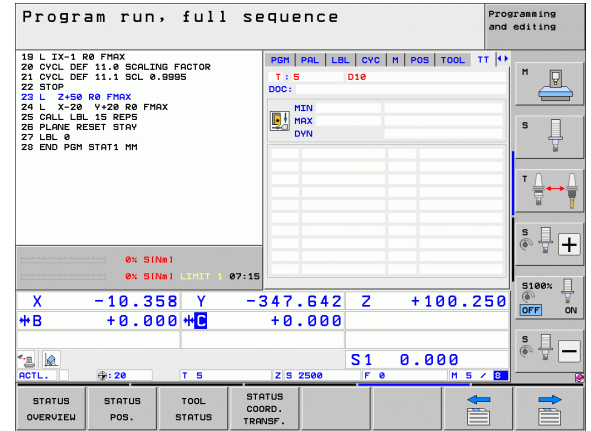 Program run, full sequence
Programming
and editing
19 L IX-1 R0 FMAX
20 CYCL DEF 11.0 SCALING FACTOR
21 CYCL DEF 11.1 SCL 0.9995
22 STOP
23 L Z+50 R0 FMAX
24 L X-20 Y+20 R0 FMAX
25 CALL LBL 15 REP5
26 PLANE RESET STAY
27 LBL 0
28 END PGM STAT1 MM
PGM PAL LBL CYC M POS TOOL TT
T : 5 D10
DOC:
MIN
MAX
DYN
0% S[Nm]
0% S[Nm] LIMIT 1 07:15
X -10.358 Y -347.642 Z +100.250
B +0.000 C +0.000
S1 0.000
ACTL. : 20 T 5 Z S 2500 F 0 M 5 / 8
M
S
T
S
S100%
OFF ON
S
STATUS
OVERVIEW
STATUS
POS.
TOOL
STATUS
STATUS
COORD.
TRANSF.